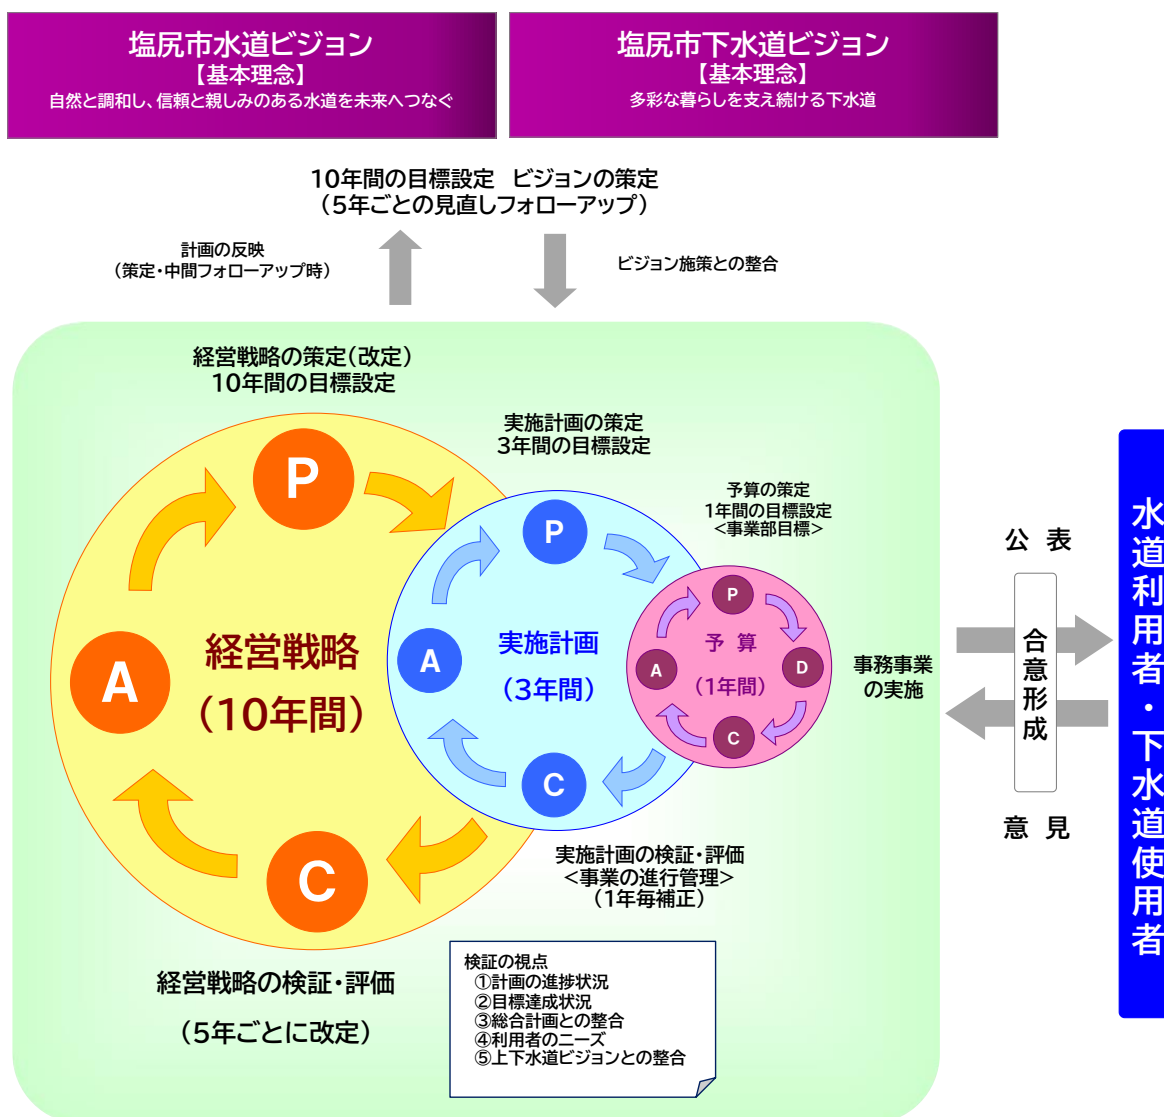 塩尻市水道ビジョン
【基本理念】
自然と調和し、信頼と親しみのある水道を未来へつなぐ
塩尻市下水道ビジョン
【基本理念】
多彩な暮らしを支え続ける下水道
10年間の目標設定　ビジョンの策定
（5年ごとの見直しフォローアップ）
計画の反映
（策定・中間フォローアップ時）
ビジョン施策との整合
経営戦略の策定（改定）
10年間の目標設定
実施計画の策定
3年間の目標設定
予算の策定
1年間の目標設定
＜事業部目標＞
P
A
C
経営戦略
（10年間）
P
A
C
実施計画
（3年間）
P
A
D
C
予 算
（1年間）
事務事業
の実施
実施計画の検証・評価
＜事業の進行管理＞
（1年毎補正）
経営戦略の検証・評価
（5年ごとに改定）
検証の視点
①計画の進捗状況
②目標達成状況
③総合計画との整合
④利用者のニーズ
⑤上下水道ビジョンとの整合
公 表
合意形成
意 見
水道利用者・下水道使用者